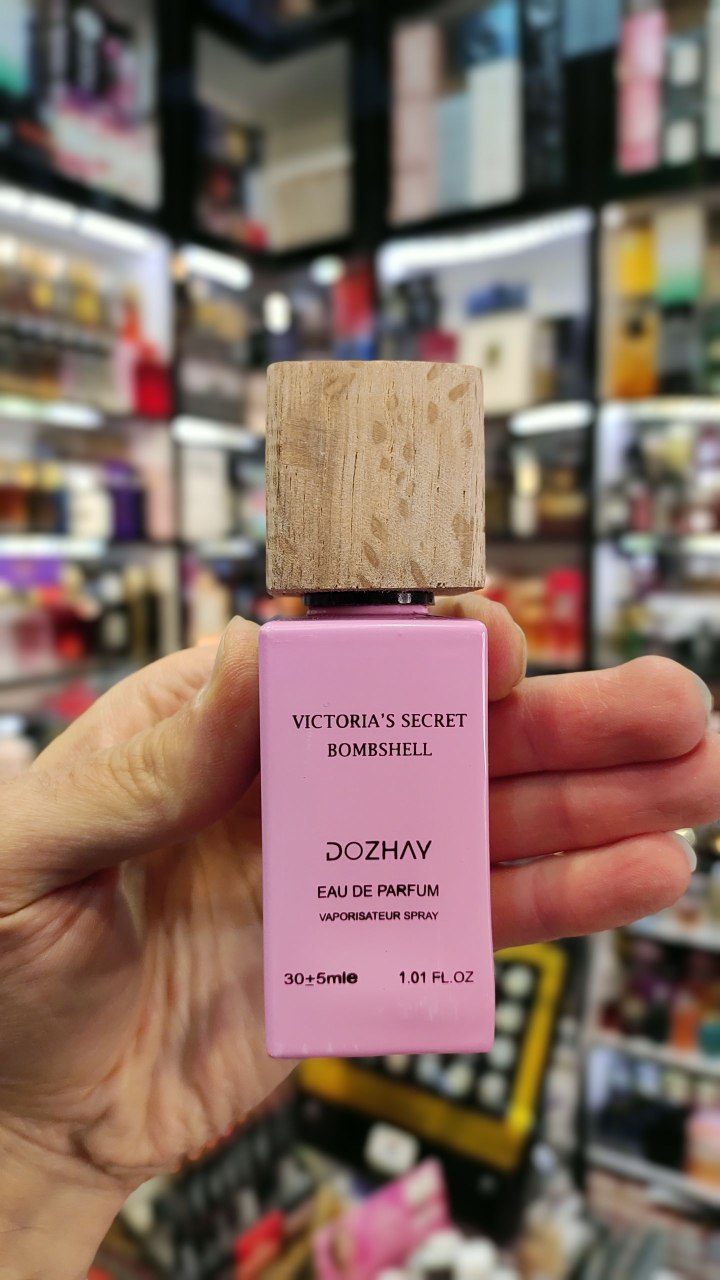 VICTORIA'S SECRET
BOMBSHELL
DOZHAY
EAU DE PARFUM
VAPORISATEUR SPRAY
30±5mle 1.01 FL.OZ